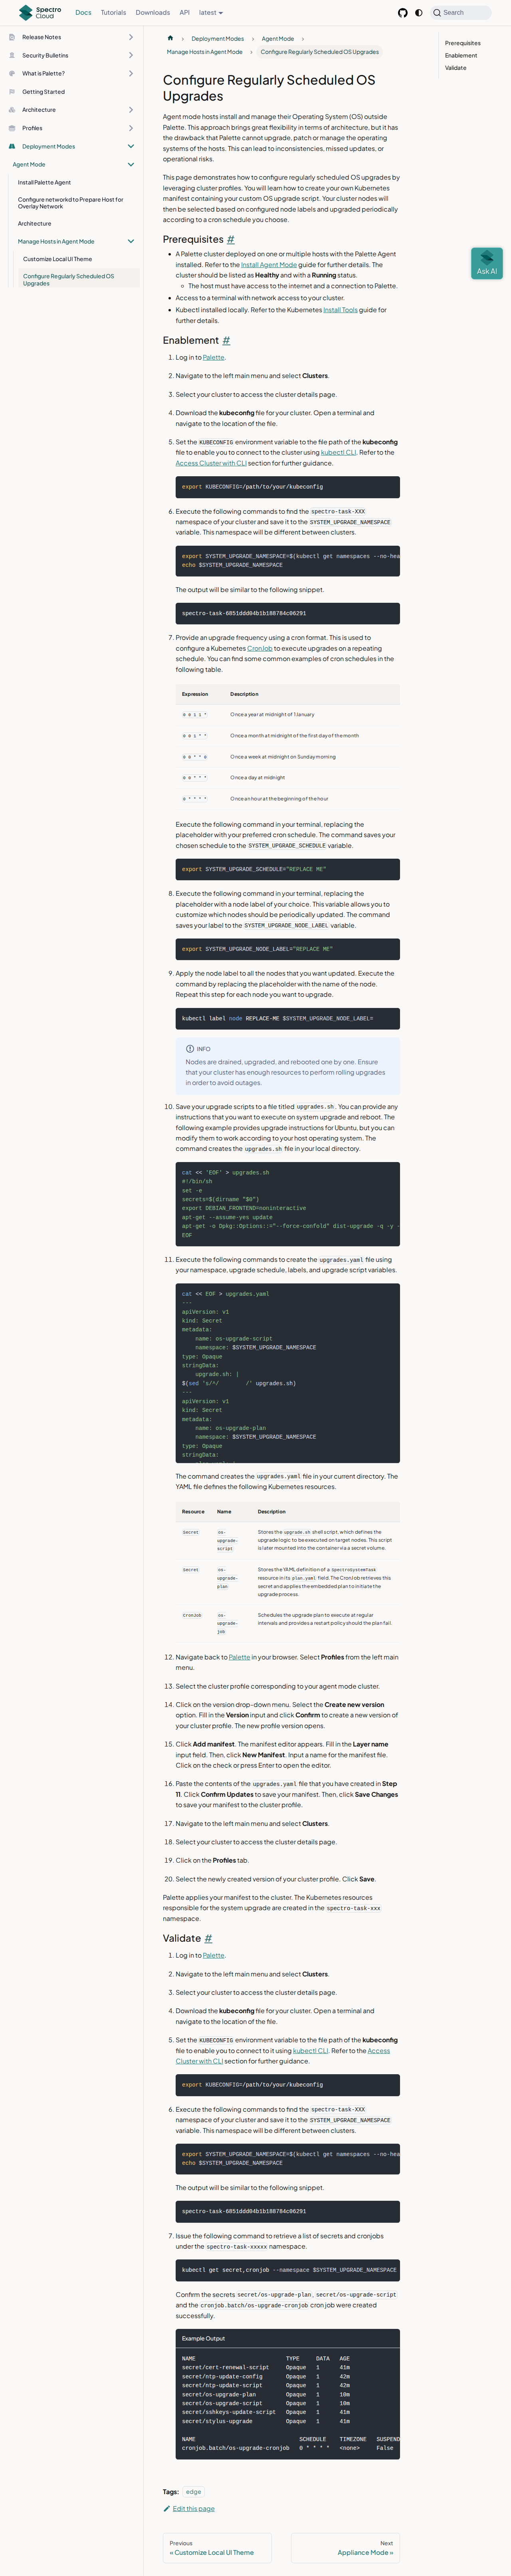 Spectro Cloud
Docs
Tutorials
Downloads
API
latest
Search
Release Notes
Security Bulletins
What is Palette?
Getting Started
Architecture
Profiles
Deployment Modes
Agent Mode
Install Palette Agent
Configure networkd to Prepare Host for
Overlay Network
Architecture
Manage Hosts in Agent Mode
Customize Local UI Theme
Configure Regularly Scheduled OS
Upgrades
Deployment Modes
Agent Mode
Manage Hosts in Agent Mode
Configure Regularly Scheduled OS Upgrades
Prerequisites
Enablement
Validate
Ask AI
Configure Regularly Scheduled OS
Upgrades
Agent mode hosts install and manage their Operating System (OS) outside
Palette. This approach brings great flexibility in terms of architecture, but it has
the drawback that Palette cannot upgrade, patch or manage the operating
systems of the hosts. This can lead to inconsistencies, missed updates, or
operational risks.
This page demonstrates how to configure regularly scheduled OS upgrades by
leveraging cluster profiles. You will learn how to create your own Kubernetes
manifest containing your custom OS upgrade script. Your cluster nodes will
then be selected based on configured node labels and upgraded periodically
according to a cron schedule you choose.
Prerequisites #
A Palette cluster deployed on one or multiple hosts with the Palette Agent
installed. Refer to the Install Agent Mode guide for further details. The
cluster should be listed as Healthy and with a Running status.
The host must have access to the internet and a connection to Palette.
Access to a terminal with network access to your cluster.
Kubectl installed locally. Refer to the Kubernetes Install Tools guide for
further details.
Enablement #
1. Log in to Palette.
2. Navigate to the left main menu and select Clusters.
3. Select your cluster to access the cluster details page.
4. Download the kubeconfig file for your cluster. Open a terminal and
navigate to the location of the file.
5. Set the KUBECONFIG environment variable to the file path of the kubeconfig
file to enable you to connect to the cluster using kubectl CLI. Refer to the
Access Cluster with CLI section for further guidance.
export KUBECONFIG=/path/to/your/kubeconfig
6. Execute the following commands to find the spectro-task-XXX
namespace of your cluster and save it to the SYSTEM_UPGRADE_NAMESPACE
variable. This namespace will be different between clusters.
export SYSTEM_UPGRADE_NAMESPACE=$(kubectl get namespaces --no-hea
echo $SYSTEM_UPGRADE_NAMESPACE
The output will be similar to the following snippet.
spectro-task-6851ddd04b1b188784c06291
7. Provide an upgrade frequency using a cron format. This is used to
configure a Kubernetes CronJob to execute upgrades on a repeating
schedule. You can find some common examples of cron schedules in the
following table.
Expression Description
0 0 1 1 * Once a year at midnight of 1 January
0 0 1 * * Once a month at midnight of the first day of the month
0 0 * * 0 Once a week at midnight on Sunday morning
0 0 * * * Once a day at midnight
0 * * * * Once an hour at the beginning of the hour
Execute the following command in your terminal, replacing the
placeholder with your preferred cron schedule. The command saves your
chosen schedule to the SYSTEM_UPGRADE_SCHEDULE variable.
export SYSTEM_UPGRADE_SCHEDULE="REPLACE ME"
8. Execute the following command in your terminal, replacing the
placeholder with a node label of your choice. This variable allows you to
customize which nodes should be periodically updated. The command
saves your label to the SYSTEM_UPGRADE_NODE_LABEL variable.
export SYSTEM_UPGRADE_NODE_LABEL="REPLACE ME"
9. Apply the node label to all the nodes that you want updated. Execute the
command by replacing the placeholder with the name of the node.
Repeat this step for each node you want to upgrade.
kubectl label node REPLACE-ME $SYSTEM_UPGRADE_NODE_LABEL=
INFO
Nodes are drained, upgraded, and rebooted one by one. Ensure
that your cluster has enough resources to perform rolling upgrades
in order to avoid outages.
10. Save your upgrade scripts to a file titled upgrades.sh. You can provide any
instructions that you want to execute on system upgrade and reboot. The
following example provides upgrade instructions for Ubuntu, but you can
modify them to work according to your host operating system. The
command creates the upgrades.sh file in your local directory.
cat << 'EOF' > upgrades.sh
#!/bin/sh
set -e
secrets=$(dirname "$0")
export DEBIAN_FRONTEND=noninteractive
apt-get --assume-yes update
apt-get -o Dpkg::Options::="--force-confold" dist-upgrade -q -y -
EOF
11. Execute the following commands to create the upgrades.yaml file using
your namespace, upgrade schedule, labels, and upgrade script variables.
cat << EOF > upgrades.yaml
---
apiVersion: v1
kind: Secret
metadata:
name: os-upgrade-script
namespace: $SYSTEM_UPGRADE_NAMESPACE
type: Opaque
stringData:
upgrade.sh: |
$(sed 's/^/        /' upgrades.sh)
---
apiVersion: v1
kind: Secret
metadata:
name: os-upgrade-plan
namespace: $SYSTEM_UPGRADE_NAMESPACE
type: Opaque
stringData:
The command creates the upgrades.yaml file in your current directory. The
YAML file defines the following Kubernetes resources.
Resource Name Description
Secret os-upgrade-script Stores the upgrade.sh shell script, which defines the
upgrade logic to be executed on target nodes. This script
is later mounted into the container via a secret volume.
Secret os-upgrade-plan Stores the YAML definition of a SpectroSystemTask
resource in its plan.yaml field. The CronJob retrieves this
secret and applies the embedded plan to initiate the
upgrade process.
CronJob os-upgrade-job Schedules the upgrade plan to execute at regular
intervals and provides a restart policy should the plan fail.
12. Navigate back to Palette in your browser. Select Profiles from the left main
menu.
13. Select the cluster profile corresponding to your agent mode cluster.
14. Click on the version drop-down menu. Select the Create new version
option. Fill in the Version input and click Confirm to create a new version of
your cluster profile. The new profile version opens.
15. Click Add manifest. The manifest editor appears. Fill in the Layer name
input field. Then, click New Manifest. Input a name for the manifest file.
Click on the check or press Enter to open the editor.
16. Paste the contents of the upgrades.yaml file that you have created in Step
11. Click Confirm Updates to save your manifest. Then, click Save Changes
to save your manifest to the cluster profile.
17. Navigate to the left main menu and select Clusters.
18. Select your cluster to access the cluster details page.
19. Click on the Profiles tab.
20. Select the newly created version of your cluster profile. Click Save.
Palette applies your manifest to the cluster. The Kubernetes resources
responsible for the system upgrade are created in the spectro-task-xxx
namespace.
Validate #
1. Log in to Palette.
2. Navigate to the left main menu and select Clusters.
3. Select your cluster to access the cluster details page.
4. Download the kubeconfig file for your cluster. Open a terminal and
navigate to the location of the file.
5. Set the KUBECONFIG environment variable to the file path of the kubeconfig
file to enable you to connect to it using kubectl CLI. Refer to the Access
Cluster with CLI section for further guidance.
export KUBECONFIG=/path/to/your/kubeconfig
6. Execute the following commands to find the spectro-task-XXX
namespace of your cluster and save it to the SYSTEM_UPGRADE_NAMESPACE
variable. This namespace will be different between clusters.
export SYSTEM_UPGRADE_NAMESPACE=$(kubectl get namespaces --no-hea
echo $SYSTEM_UPGRADE_NAMESPACE
The output will be similar to the following snippet.
spectro-task-6851ddd04b1b188784c06291
7. Issue the following command to retrieve a list of secrets and cronjobs
under the spectro-task-xxxxx namespace.
kubectl get secret,cronjob --namespace $SYSTEM_UPGRADE_NAMESPACE
Confirm the secrets secret/os-upgrade-plan, secret/os-upgrade-script
and the cronjob.batch/os-upgrade-cronjob cron job were created
successfully.
Example Output
NAME TYPE DATA AGE
secret/cert-renewal-script Opaque 1 41m
secret/ntp-update-config Opaque 1 42m
secret/ntp-update-script Opaque 1 42m
secret/os-upgrade-plan Opaque 1 10m
secret/os-upgrade-script Opaque 1 10m
secret/sshkeys-update-script Opaque 1 41m
secret/stylus-upgrade Opaque 1 41m
NAME SCHEDULE TIMEZONE SUSPEND
cronjob.batch/os-upgrade-cronjob 0 * * * * <none> False
Tags: edge
Edit this page
Previous
« Customize Local UI Theme
Next
Appliance Mode »